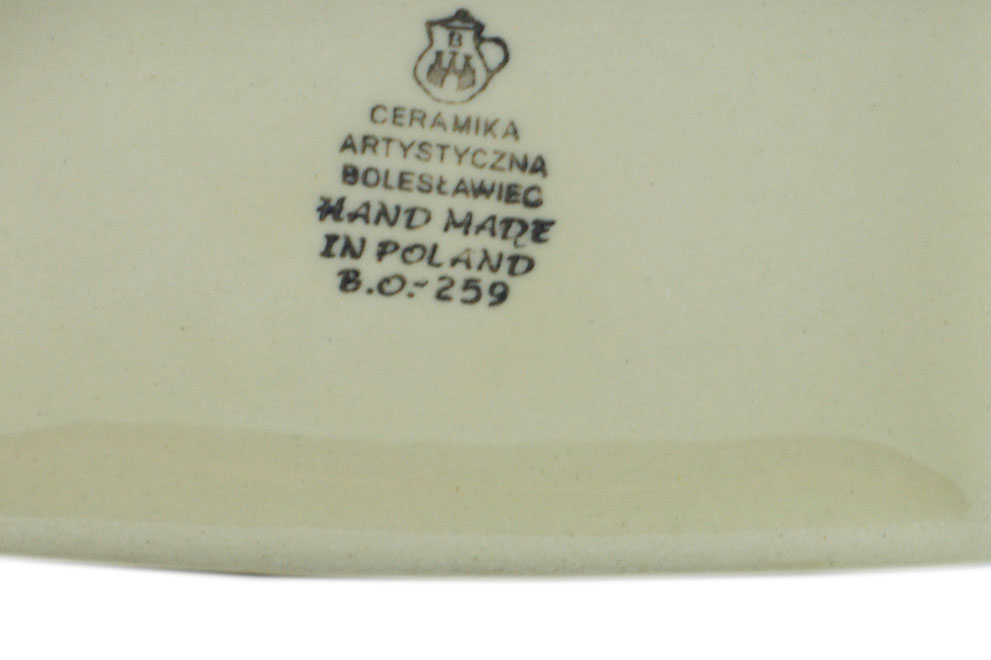 B
CERAMIKA
ARTYSTYCZNA
BOLESŁAWIEC
HAND MADE
IN POLAND
B.O.-259